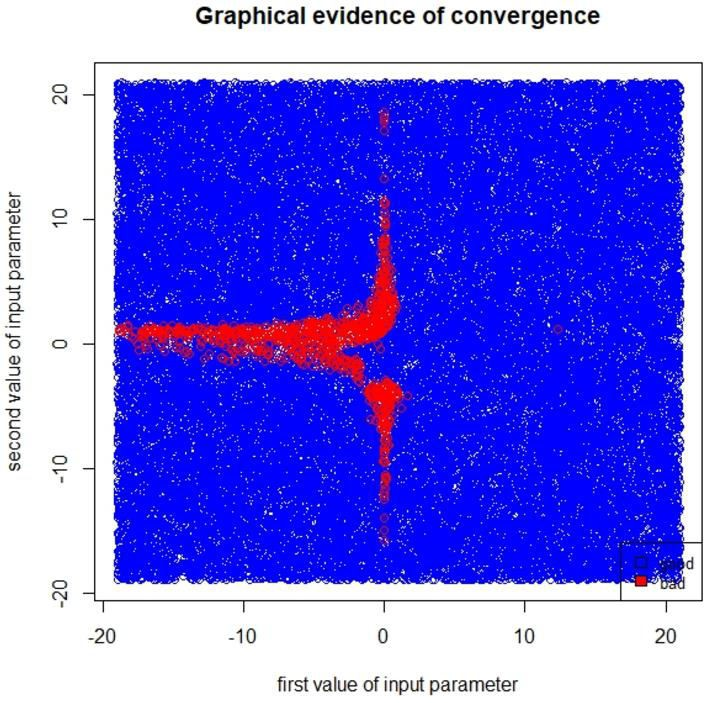 Graphical evidence of convergence
second value of input parameter
20
10
0
-10
-20
good
bad
-20
-10
0
10
20
first value of input parameter